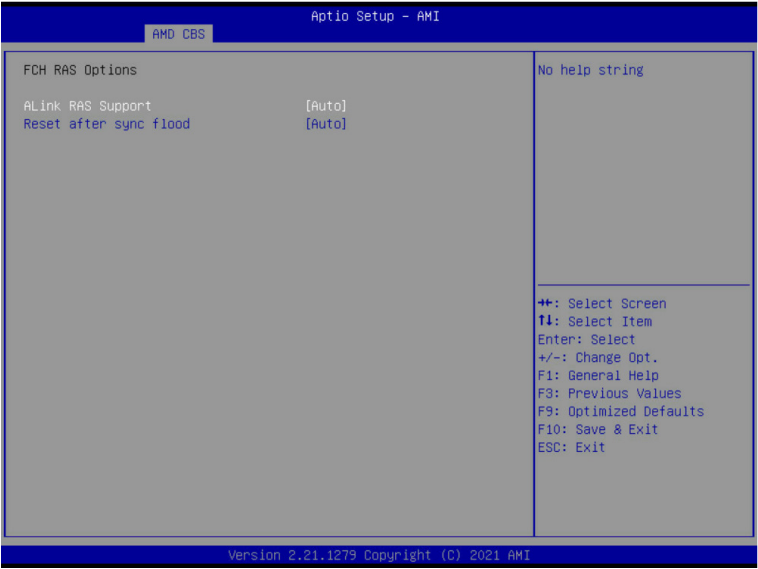 Aptio Setup – AMI
AMD CBS
FCH RAS Options
ALink RAS Support [Auto]
Reset after sync flood [Auto]
No help string
→←: Select Screen
↑↓: Select Item
Enter: Select
+/-: Change Opt.
F1: General Help
F3: Previous Values
F9: Optimized Defaults
F10: Save & Exit
ESC: Exit
Version 2.21.1279 Copyright (C) 2021 AMI